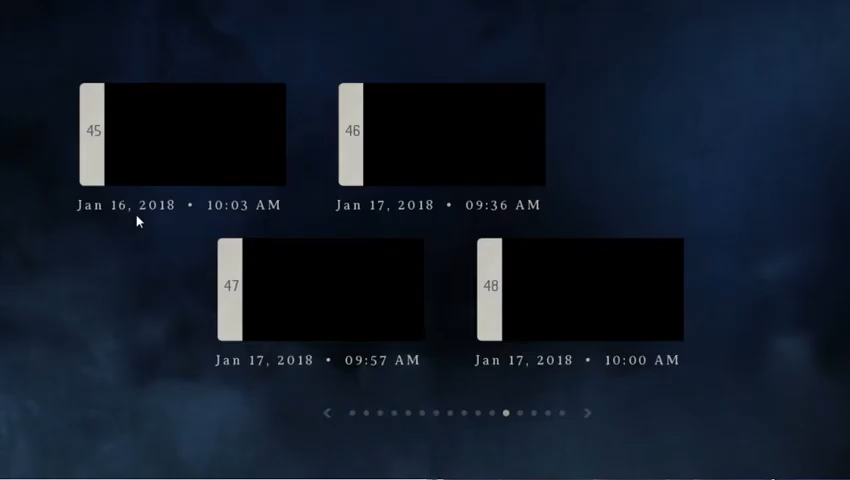 45
46
Jan 16, 2018 • 10:03 AM
Jan 17, 2018 • 09:36 AM
47
48
Jan 17, 2018 • 09:57 AM
Jan 17, 2018 • 10:00 AM